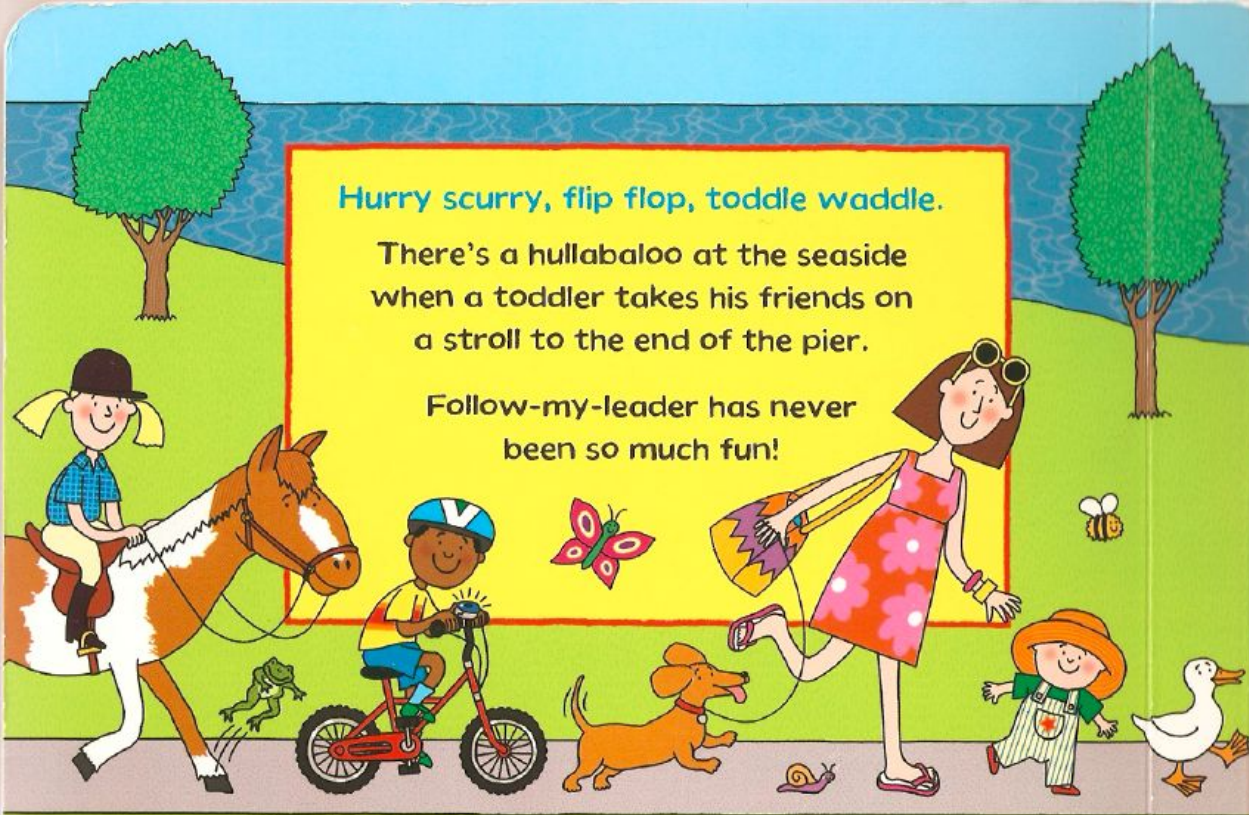 Hurry scurry, flip flop, toddle waddle.
There's a hullabaloo at the seaside
when a toddler takes his friends on
a stroll to the end of the pier.
Follow-my-leader has never
been so much fun!